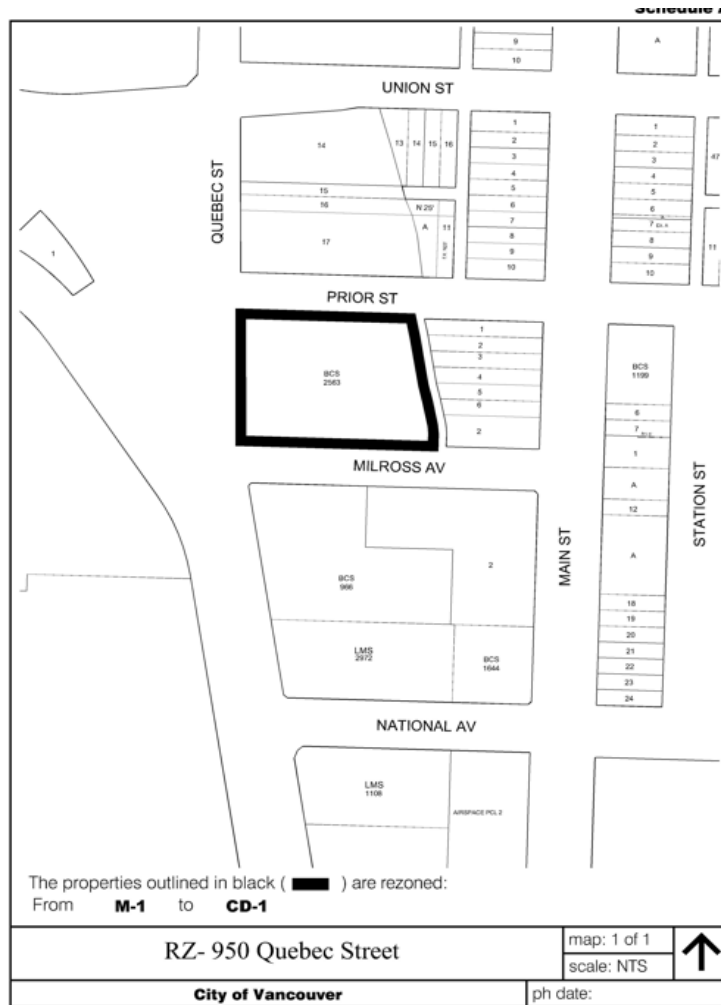 Schedule A
9
10
A
UNION ST
14
13 14 15 16
15
16
N 25'
17
A
11
1
2
3
4
5
6
7
8
9
10
1
2
3
4
5
6
7
8
9
10
47
11
QUEBEC ST
1
PRIOR ST
BCS
2563
1
2
3
4
5
6
2
BCS
1199
6
7
1
A
12
A
18
19
20
21
22
23
24
MILROSS AV
MAIN ST
STATION ST
BCS
966
2
LMS
2972
BCS
1644
NATIONAL AV
LMS
1108
AIRSPACE PCL 2
The properties outlined in black ( ) are rezoned:
From M-1 to CD-1
RZ- 950 Quebec Street
map: 1 of 1
scale: NTS
City of Vancouver
ph date: